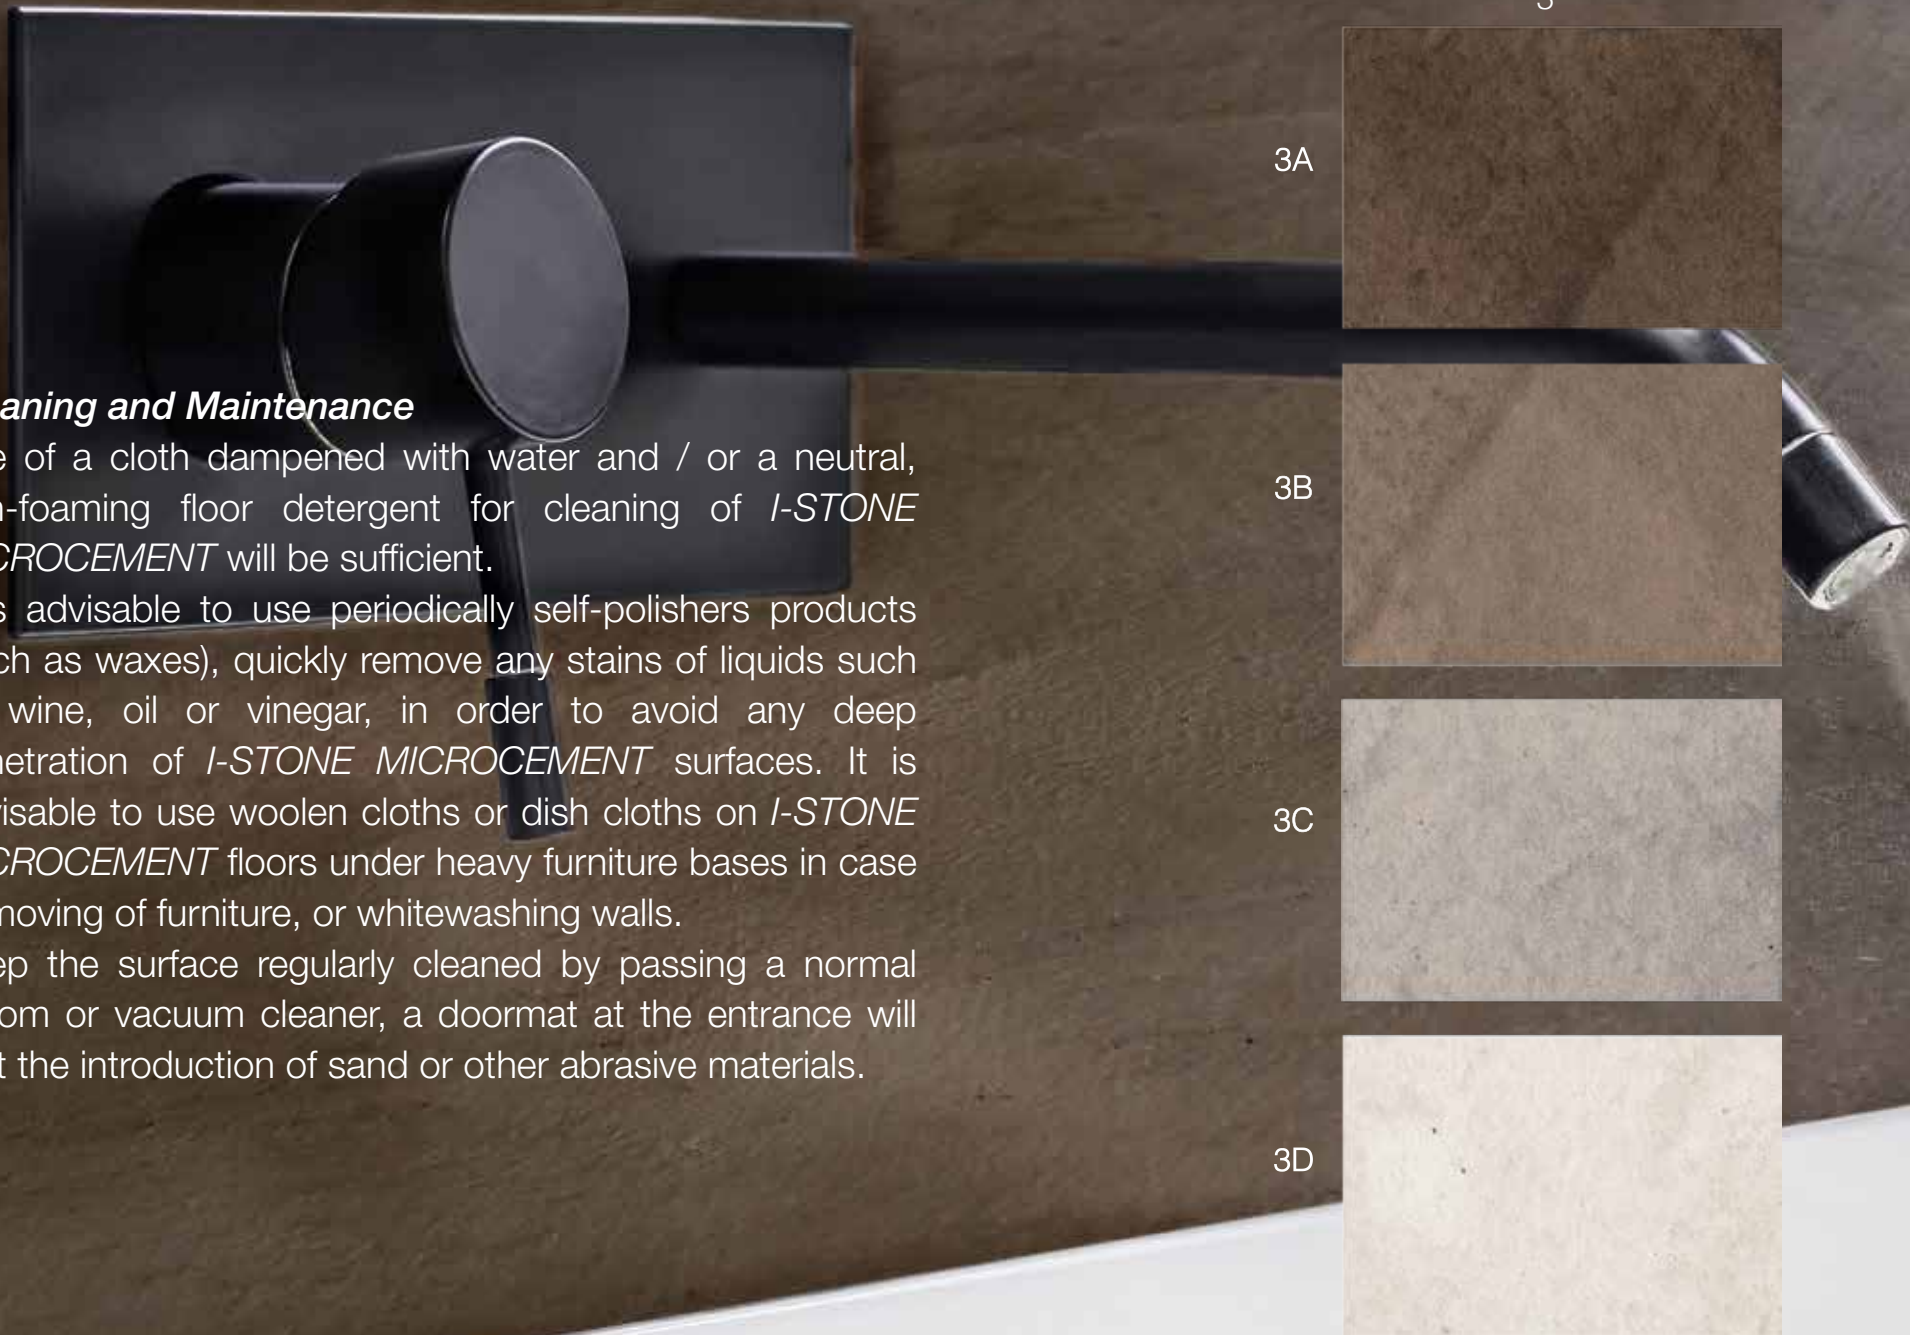 aning and Maintenance
e of a cloth dampened with water and / or a neutral,
n-foaming floor detergent for cleaning of I-STONE
CROCEMENT will be sufficient.
s advisable to use periodically self-polishers products
ch as waxes), quickly remove any stains of liquids such
wine, oil or vinegar, in order to avoid any deep
netration of I-STONE MICROCEMENT surfaces. It is
visable to use woolen cloths or dish cloths on I-STONE
CROCEMENT floors under heavy furniture bases in case
moving of furniture, or whitewashing walls.
ep the surface regularly cleaned by passing a normal
oom or vacuum cleaner, a doormat at the entrance will
t the introduction of sand or other abrasive materials.
3A
3B
3C
3D